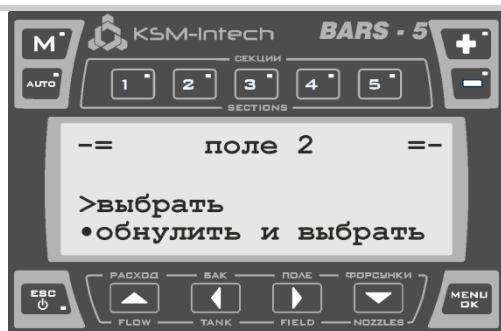 M
KSM-Intech
BARS - 5
+
СЕКЦИИ
AUTO
1 2 3 4 5
-
SECTIONS
-= поле 2 =-
>выбрать
•обнулить и выбрать
РАСХОД БАК ПОЛЕ ФОРСУНКИ
ESC
MENU
OK
FLOW TANK FIELD NOZZLES